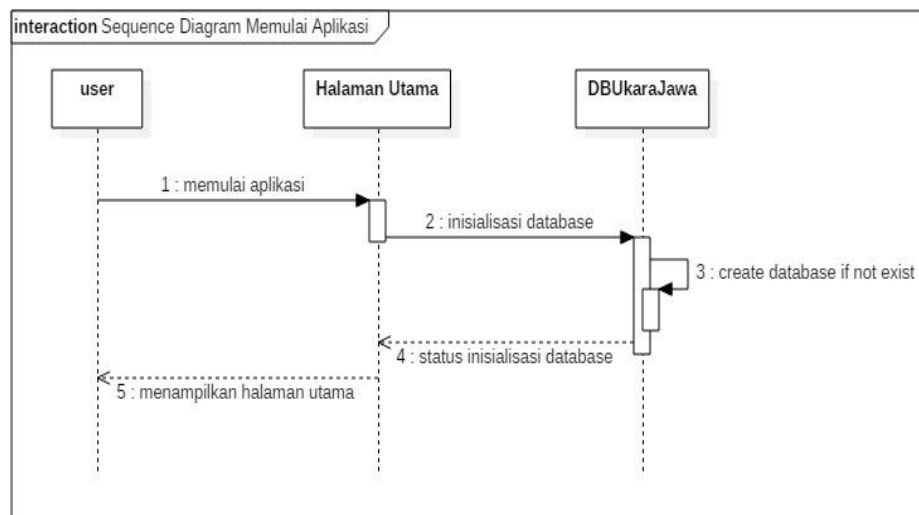 interaction Sequence Diagram Memulai Aplikasi
user
Halaman Utama
DBUkaraJawa
1 : memulai aplikasi
2 : inisialisasi database
3 : create database if not exist
4 : status inisialisasi database
5 : menampilkan halaman utama